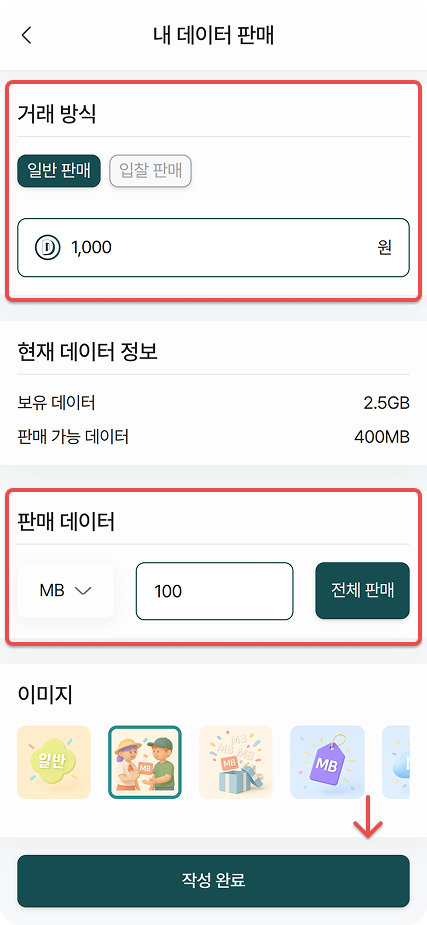 내 데이터 판매
거래 방식
일반 판매 입찰 판매
1,000 원
현재 데이터 정보
보유 데이터 2.5GB
판매 가능 데이터 400MB
판매 데이터
MB 100 전체 판매
이미지
일반 MB MB MB MB MB MB
작성 완료